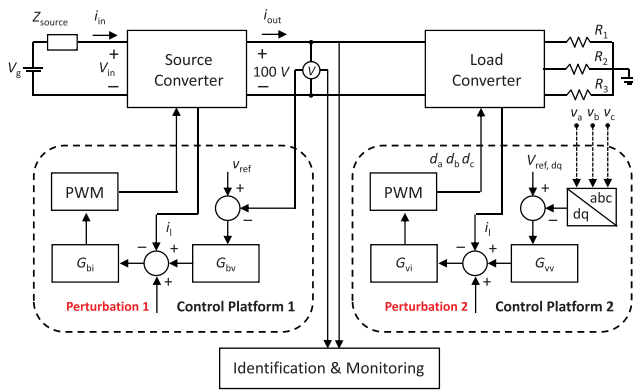 Z_source
i_in
i_out
R_1
V_g
+
V_in
−
Source
Converter
+
100 V
−
V
Load
Converter
R_2
R_3
v_a v_b v_c
v_ref
+
−
PWM
i_l
−
+
+
G_bi
G_bv
Perturbation 1
Control Platform 1
d_a d_b d_c
V_ref, dq
+
−
abc
dq
PWM
i_l
−
+
+
G_vi
G_vv
Perturbation 2
Control Platform 2
Identification & Monitoring